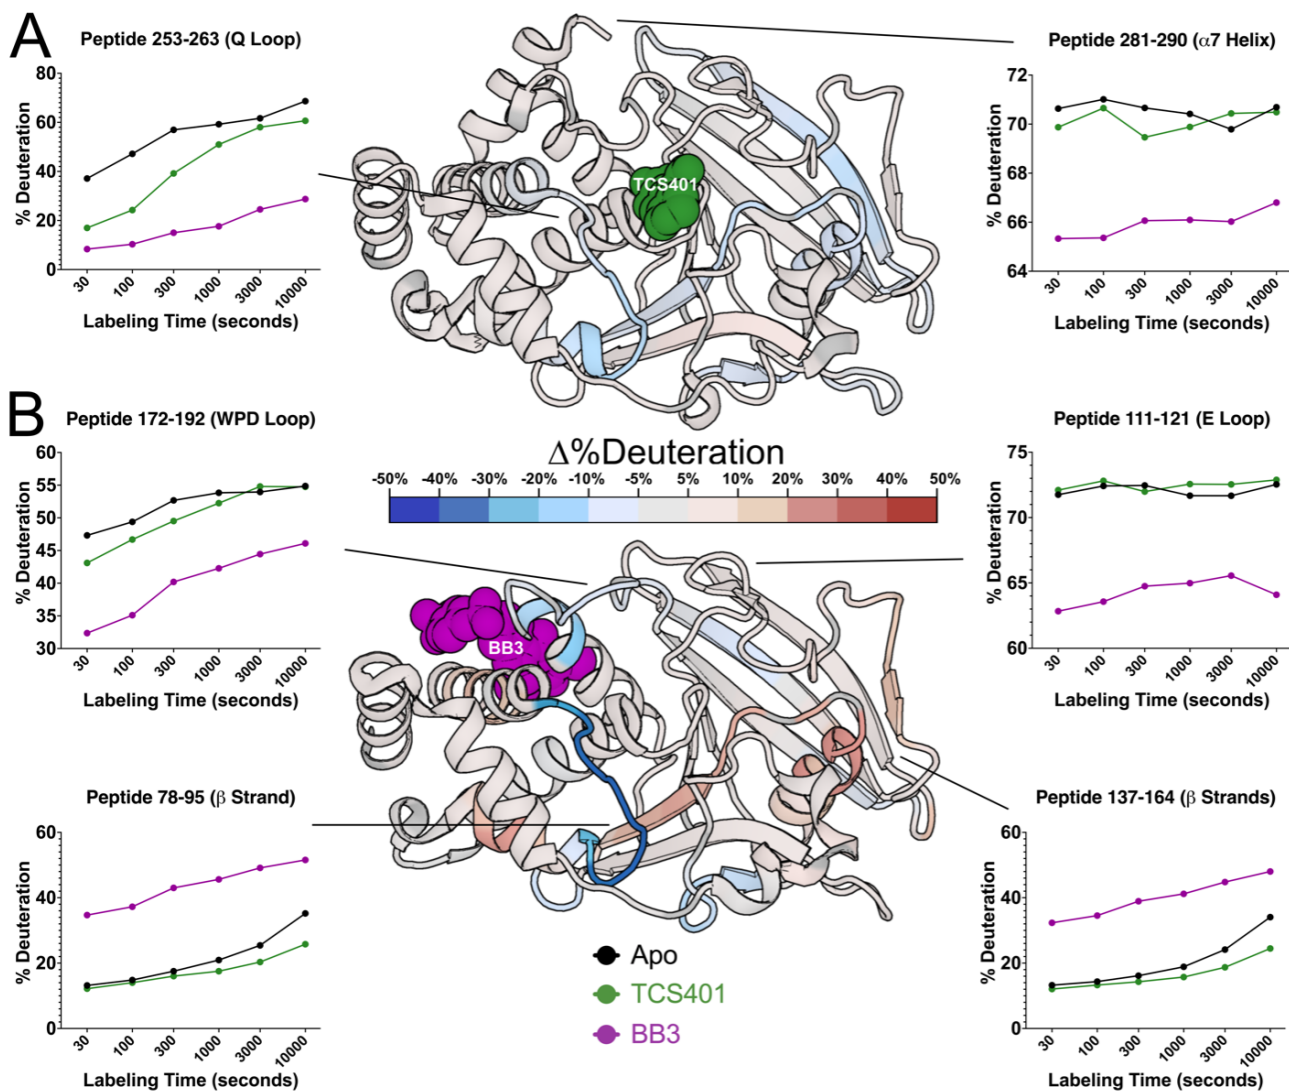 A
Peptide 253-263 (Q Loop)
% Deuteration
80
60
40
20
0
30
100
300
1000
3000
10000
Labeling Time (seconds)
TCS401
Peptide 281-290 (α7 Helix)
% Deuteration
72
70
68
66
64
30
100
300
1000
3000
10000
Labeling Time (seconds)
B
Peptide 172-192 (WPD Loop)
% Deuteration
60
55
50
45
40
35
30
30
100
300
1000
3000
10000
Labeling Time (seconds)
Δ%Deuteration
-50% -40% -30% -20% -10% -5% 5% 10% 20% 30% 40% 50%
BB3
Peptide 111-121 (E Loop)
% Deuteration
75
70
65
60
30
100
300
1000
3000
10000
Labeling Time (seconds)
Peptide 78-95 (β Strand)
% Deuteration
60
40
20
0
30
100
300
1000
3000
10000
Labeling Time (seconds)
Apo
TCS401
BB3
Peptide 137-164 (β Strands)
% Deuteration
60
40
20
0
30
100
300
1000
3000
10000
Labeling Time (seconds)